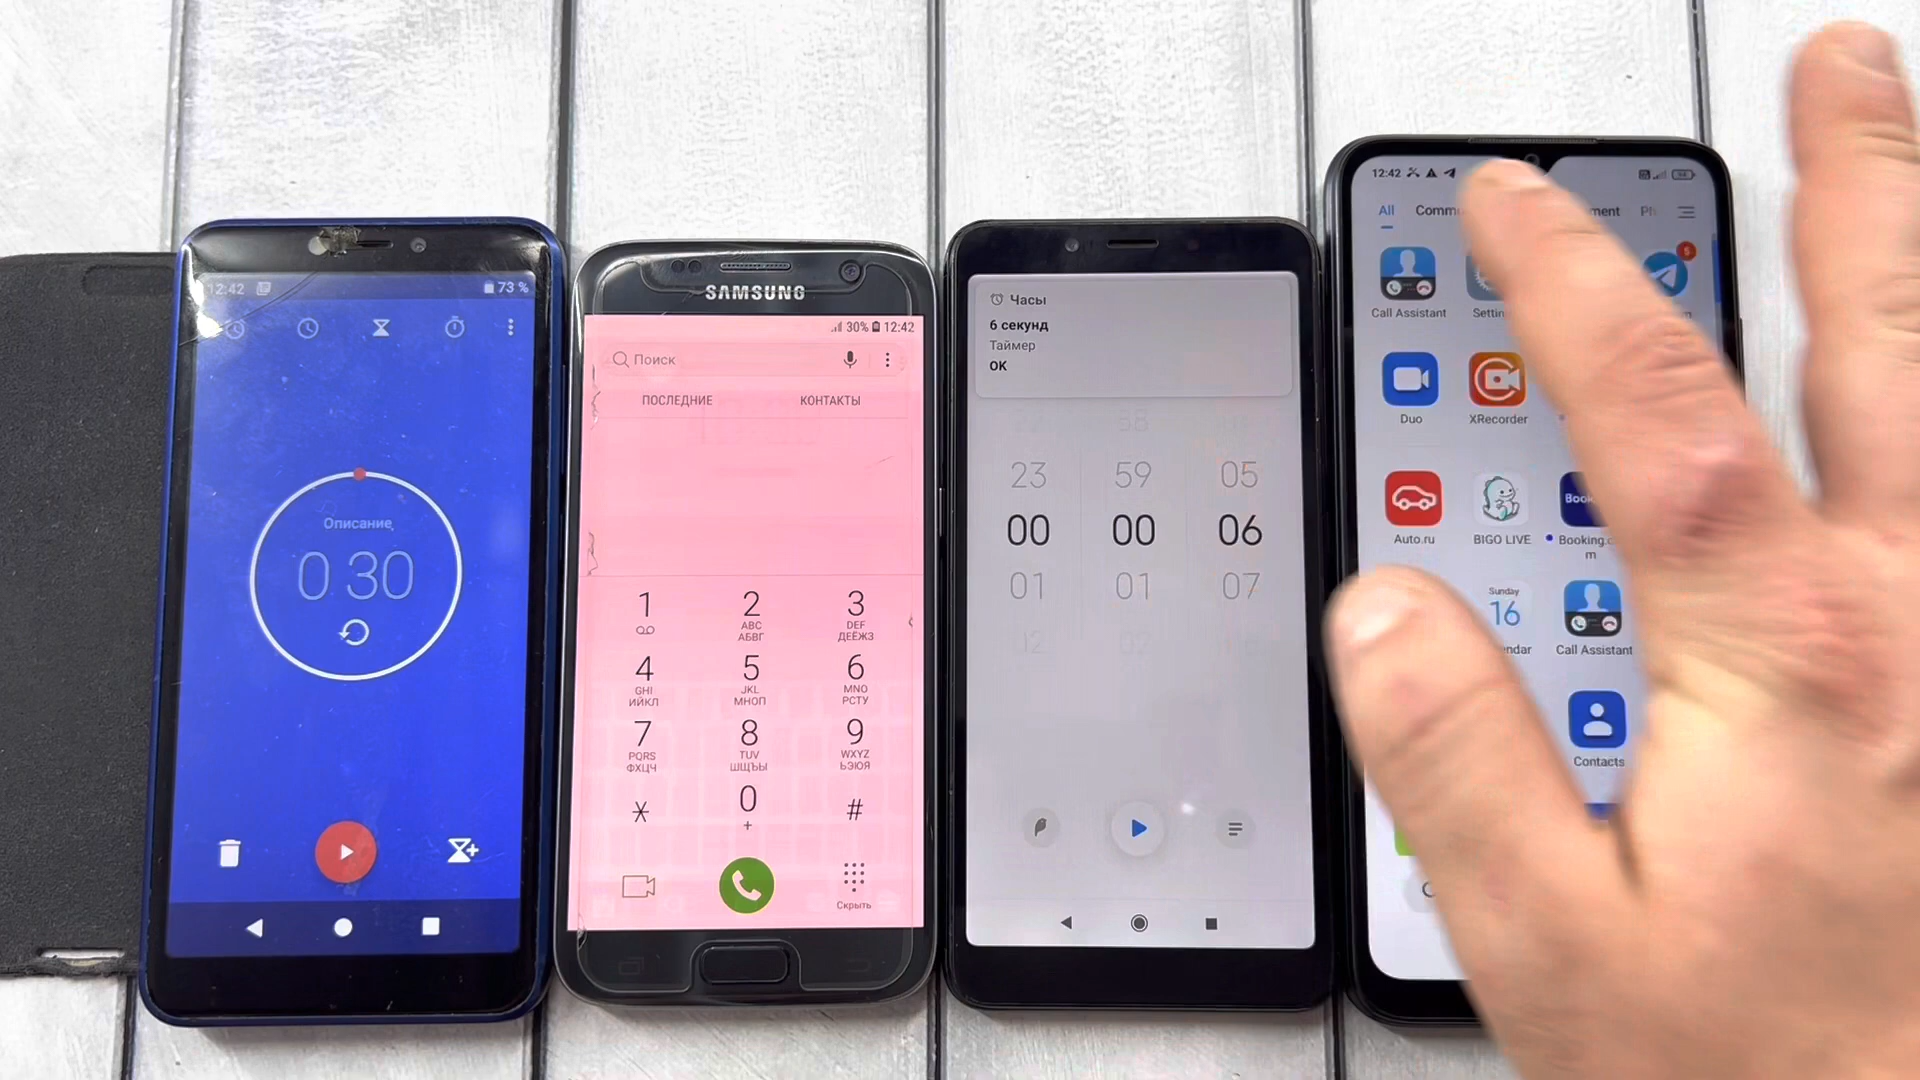 12:42
73 %
Описание
0 30
SAMSUNG
30% 12:42
Поиск
ПОСЛЕДНИЕ КОНТАКТЫ
1 2 3
ABC DEF
АБВГ ДЕЁЖЗ
4 5 6
GHI JKL MNO
ИЙКЛ МНОП РСТУ
7 8 9
PQRS TUV WXYZ
ФХЦЧ ШЩЪЫ ЬЭЮЯ
* 0 #
+
Скрыть
Часы
6 секунд
Таймер
OK
23 59 05
00 00 06
01 01 07
12:42
All
Call Assistant
5
Duo XRecorder
Auto.ru BIGO LIVE Booking.c
m
Sunday
16
Call Assistant
Contacts